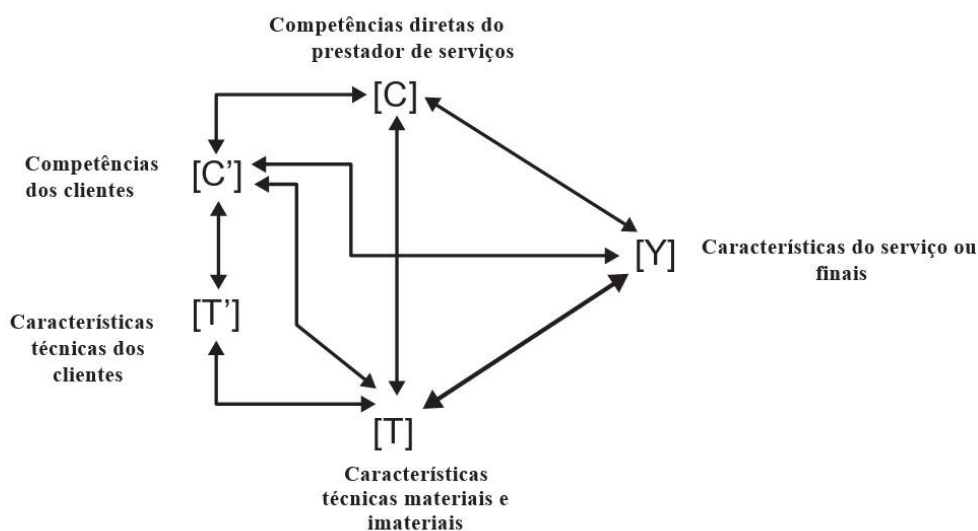 Competências diretas do
prestador de serviços
[C]
Competências
dos clientes
[C']
[Y]
Características do serviço ou
finais
[T']
Características
técnicas dos
clientes
[T]
Características
técnicas materiais e
imateriais